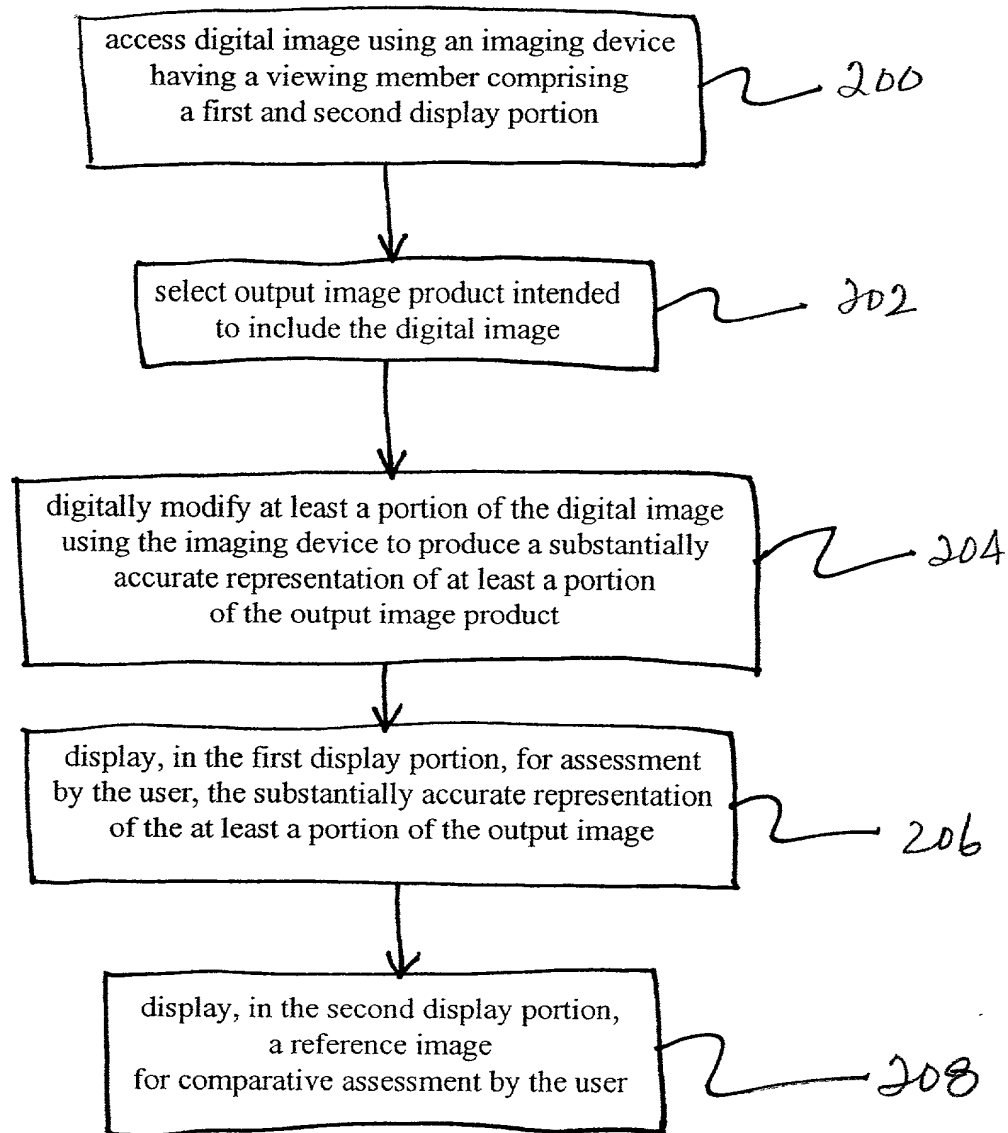 access digital image using an imaging device
having a viewing member comprising
a first and second display portion
200
select output image product intended
to include the digital image
202
digitally modify at least a portion of the digital image
using the imaging device to produce a substantially
accurate representation of at least a portion
of the output image product
204
display, in the first display portion, for assessment
by the user, the substantially accurate representation
of the at least a portion of the output image
206
display, in the second display portion,
a reference image
for comparative assessment by the user
208